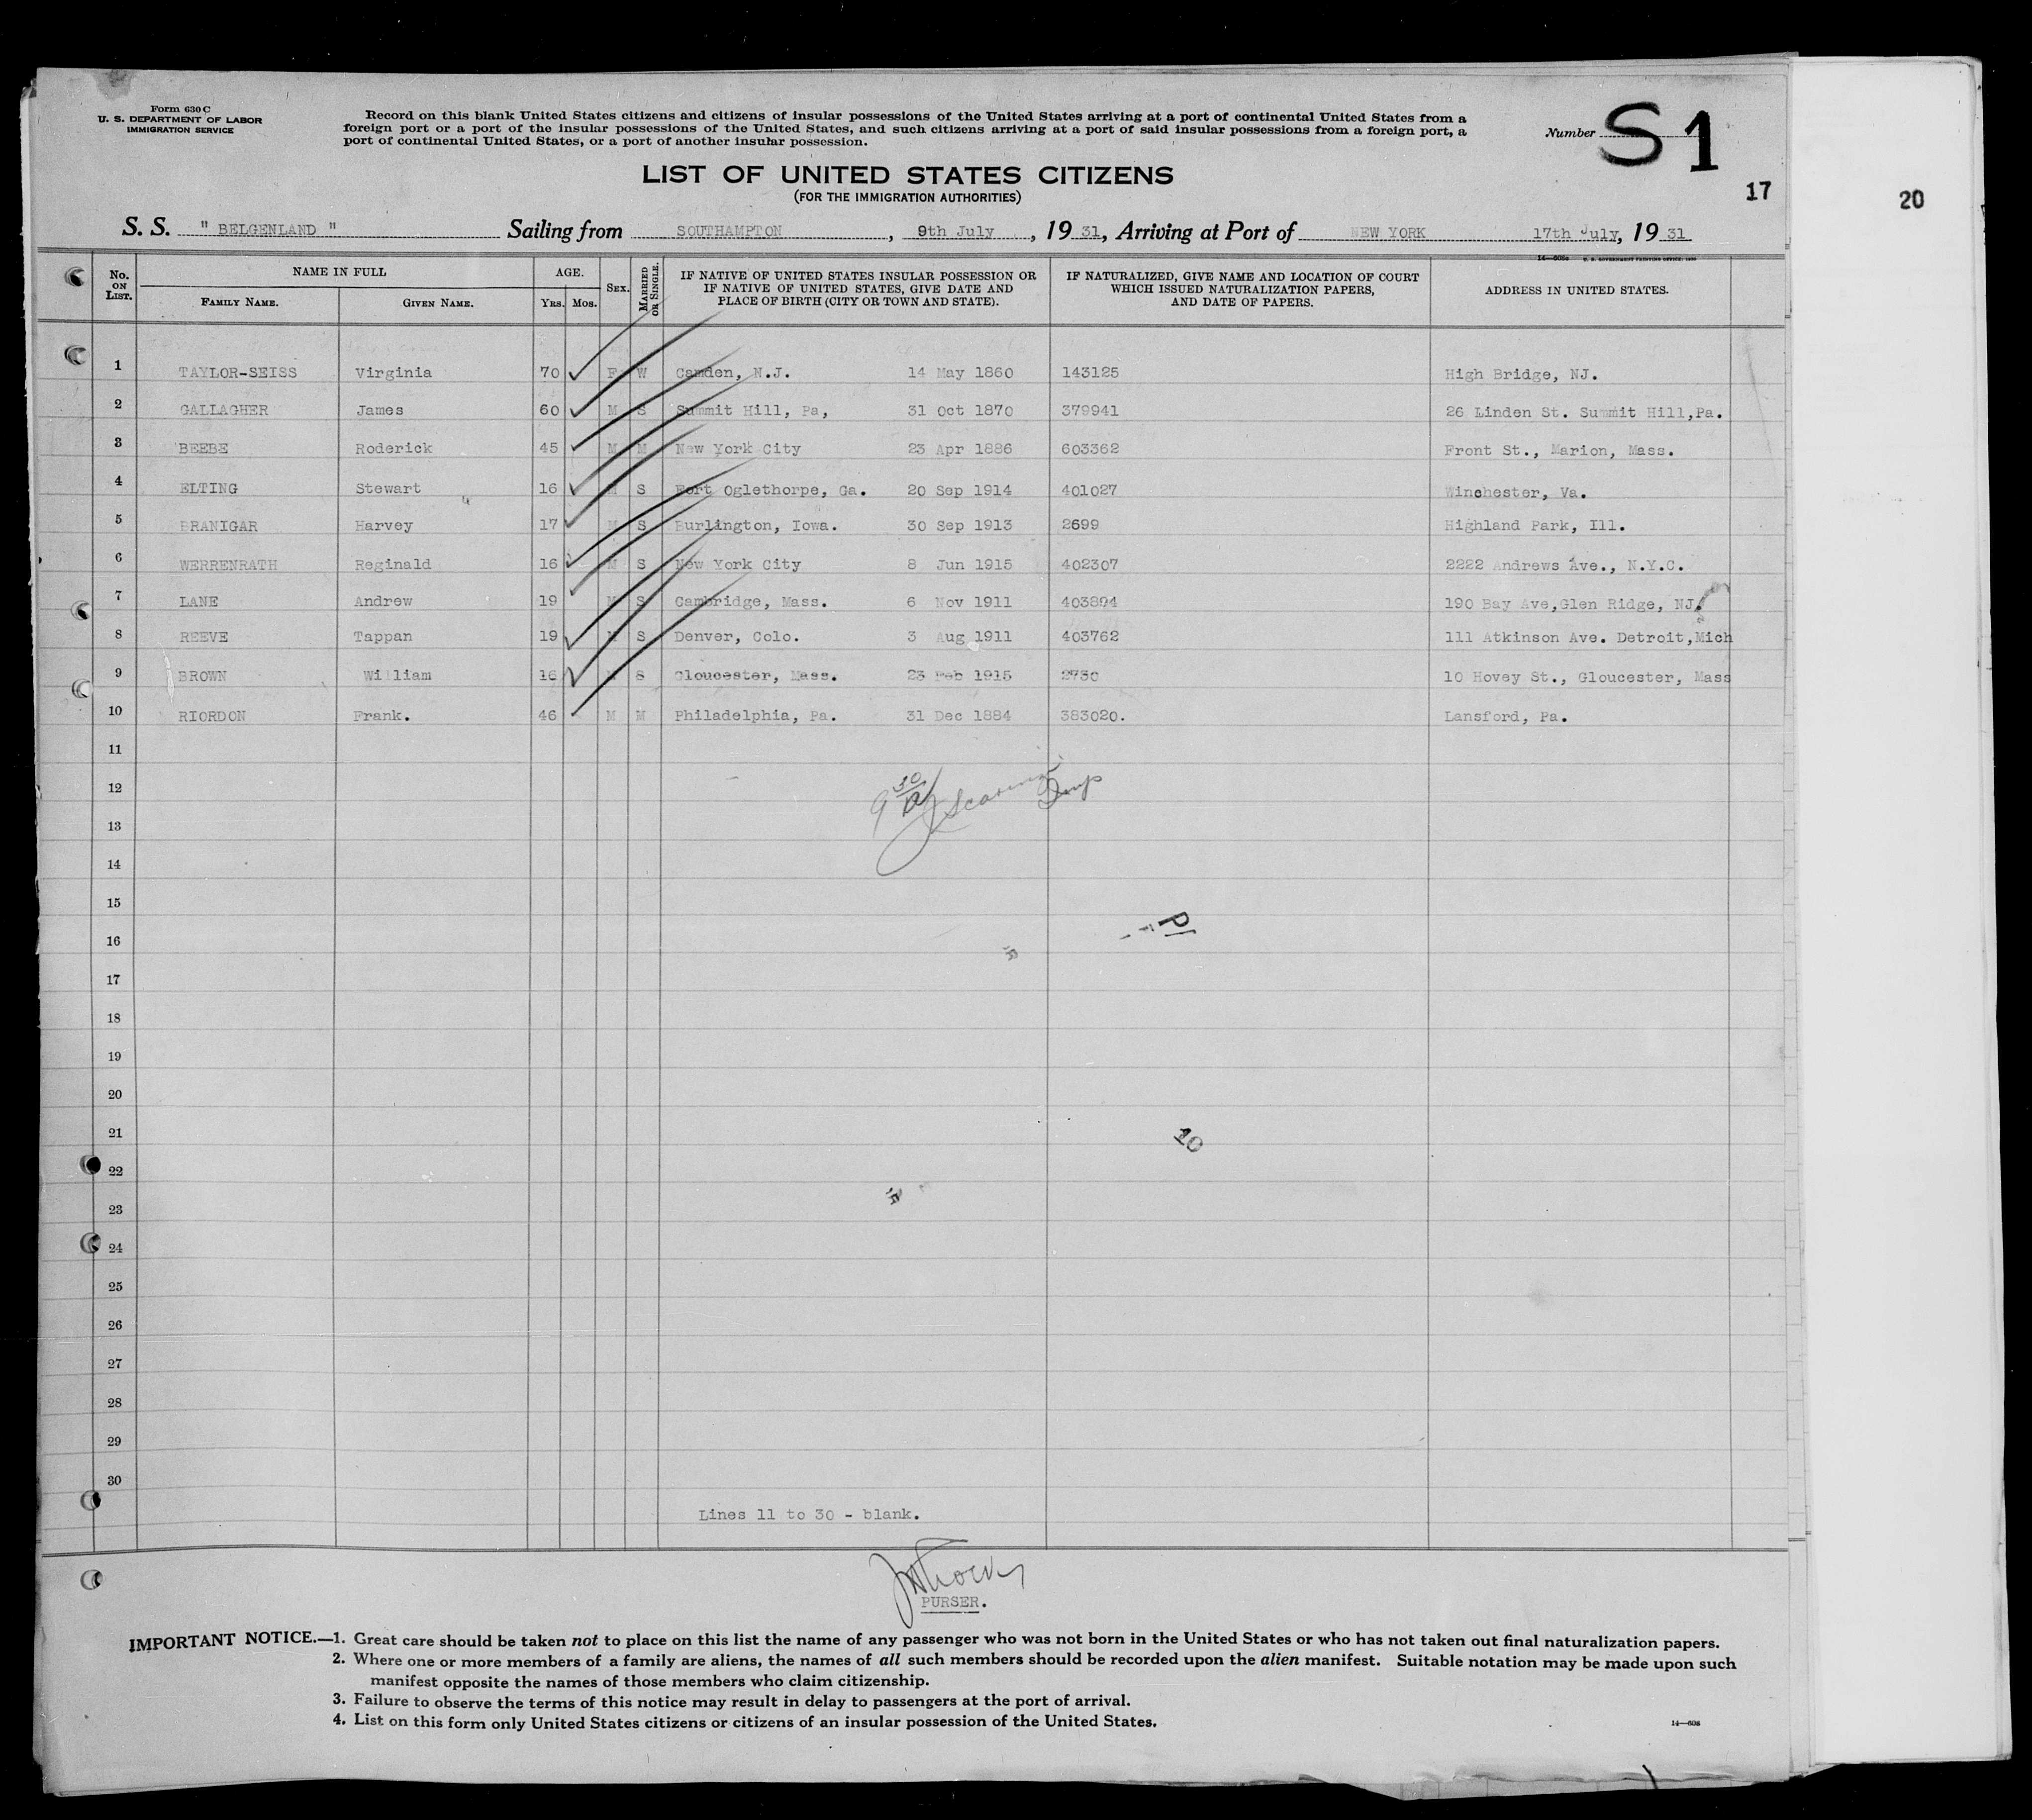 Form 630 C
U. S. DEPARTMENT OF LABOR
IMMIGRATION SERVICE
Record on this blank United States citizens and citizens of insular possessions of the United States arriving at a port of continental United States from a
foreign port or a port of the insular possessions of the United States, and such citizens arriving at a port of said insular possessions from a foreign port, a
port of continental United States, or a port of another insular possession.
Number S 1
LIST OF UNITED STATES CITIZENS
(FOR THE IMMIGRATION AUTHORITIES)
17
20
S. S. " BELGENLAND " Sailing from SOUTHAMPTON, 9th July, 19 31, Arriving at Port of NEW YORK 17th July, 19 31
No. ON LIST. NAME IN FULL FAMILY NAME. GIVEN NAME. AGE. YRS. MOS. SEX. MARRIED OR SINGLE. IF NATIVE OF UNITED STATES INSULAR POSSESSION OR IF NATIVE OF UNITED STATES, GIVE DATE AND PLACE OF BIRTH (CITY OR TOWN AND STATE). IF NATURALIZED, GIVE NAME AND LOCATION OF COURT WHICH ISSUED NATURALIZATION PAPERS, AND DATE OF PAPERS. ADDRESS IN UNITED STATES.
1 TAYLOR-SEISS Virginia 70 F W Camden, N.J. 14 May 1860 143125 High Bridge, NJ.
2 GALLAGHER James 60 M S Summit Hill, Pa, 31 Oct 1870 379941 26 Linden St. Summit Hill,Pa.
3 BEEBE Roderick 45 M M New York City 23 Apr 1886 603362 Front St., Marion, Mass.
4 ELTING Stewart 16 M S Fort Oglethorpe, Ga. 20 Sep 1914 401027 Winchester, Va.
5 BRANIGAR Harvey 17 M S Burlington, Iowa. 30 Sep 1913 2699 Highland Park, Ill.
6 WERRENRATH Reginald 16 M S New York City 8 Jun 1915 402307 2222 Andrews Ave., N.Y.C.
7 LANE Andrew 19 M S Cambridge, Mass. 6 Nov 1911 403894 190 Bay Ave,Glen Ridge, NJ.
8 REEVE Tappan 19 M S Denver, Colo. 3 Aug 1911 403762 111 Atkinson Ave. Detroit,Mich
9 BROWN William 16 M S Gloucester, Mass. 23 Feb 1915 2730 10 Hovey St., Gloucester, Mass
10 RIORDON Frank. 46 M M Philadelphia, Pa. 31 Dec 1884 383020. Lansford, Pa.
11
12
13
14
15
16
17
18
19
20
21
10
22
23
24
25
26
27
28
29
30
Lines 11 to 30 - blank.
PURSER.
IMPORTANT NOTICE.—1. Great care should be taken not to place on this list the name of any passenger who was not born in the United States or who has not taken out final naturalization papers.
2. Where one or more members of a family are aliens, the names of all such members should be recorded upon the alien manifest. Suitable notation may be made upon such
manifest opposite the names of those members who claim citizenship.
3. Failure to observe the terms of this notice may result in delay to passengers at the port of arrival.
4. List on this form only United States citizens or citizens of an insular possession of the United States.
14—608